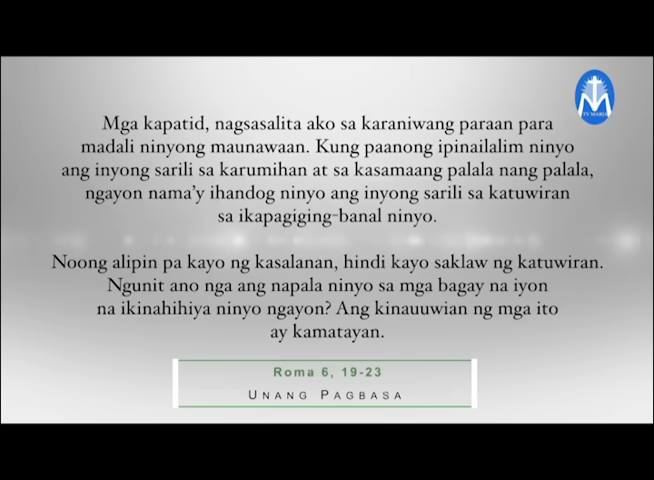 TV MARIA
Mga kapatid, nagsasalita ako sa karaniwang paraan para
madali ninyong maunawaan. Kung paanong ipinailalim ninyo
ang inyong sarili sa karumihan at sa kasamaang palala nang palala,
ngayon nama'y ihandog ninyo ang inyong sarili sa katuwiran
sa ikapagiging-banal ninyo.
Noong alipin pa kayo ng kasalanan, hindi kayo saklaw ng katuwiran.
Ngunit ano nga ang napala ninyo sa mga bagay na iyon
na ikinahihiya ninyo ngayon? Ang kinauuwian ng mga ito
ay kamatayan.
Roma 6, 19-23
UNANG PAGBASA